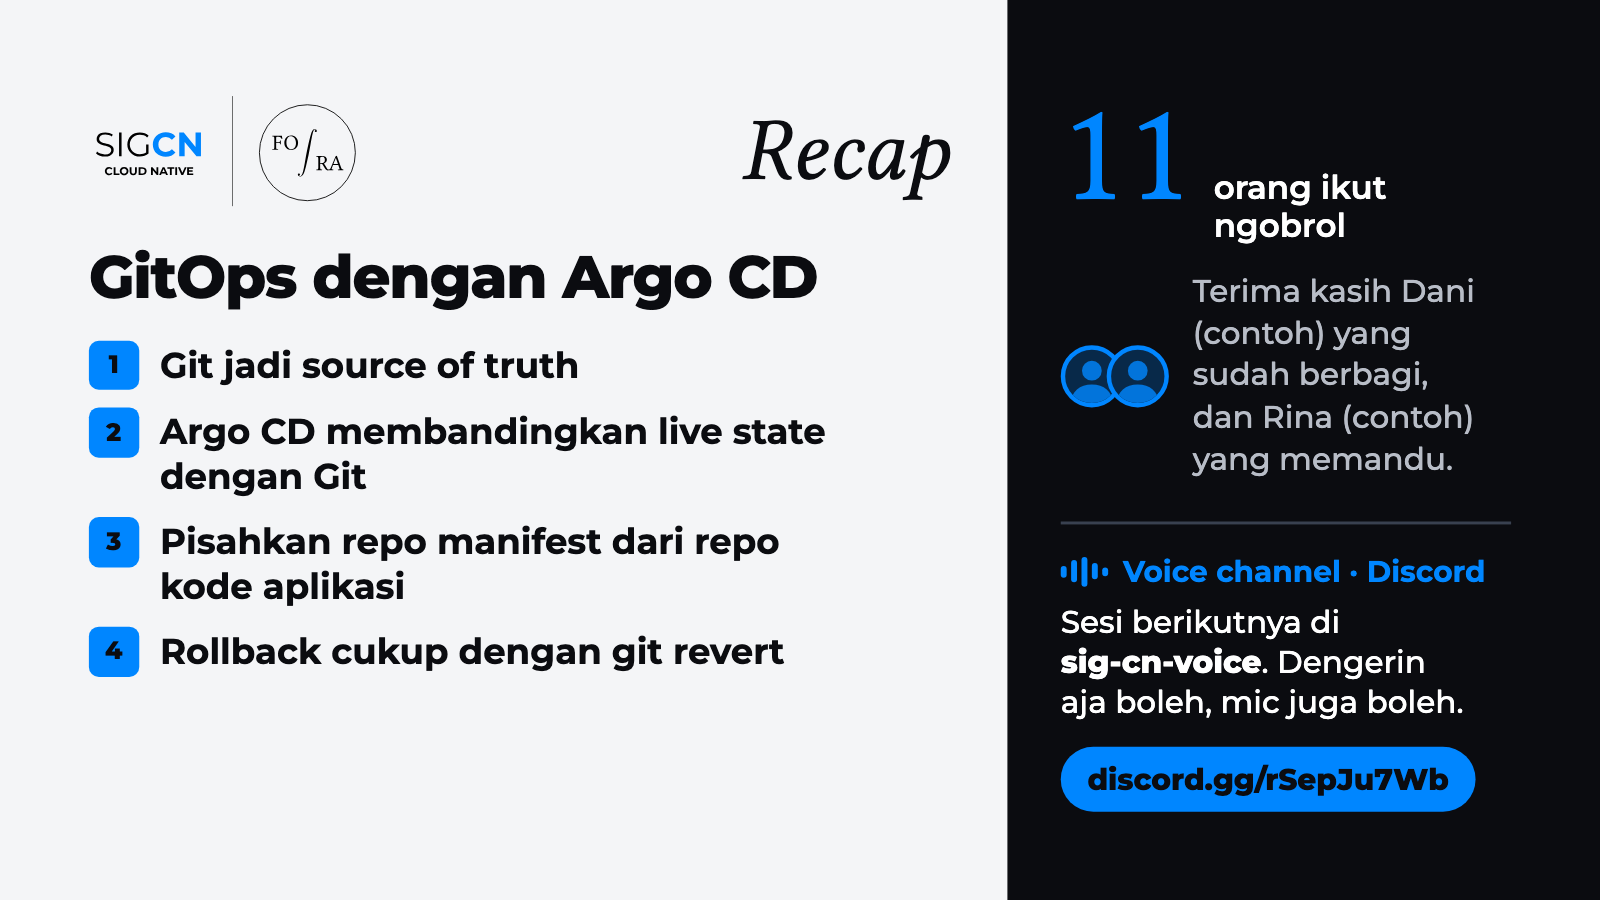 SIGCN
CLOUD NATIVE
FO
RA
Recap
GitOps dengan Argo CD
1 Git jadi source of truth
2 Argo CD membandingkan live state
dengan Git
3 Pisahkan repo manifest dari repo
kode aplikasi
4 Rollback cukup dengan git revert
11 orang ikut
ngobrol
Terima kasih Dani
(contoh) yang
sudah berbagi,
dan Rina (contoh)
yang memandu.
Voice channel · Discord
Sesi berikutnya di
sig-cn-voice. Dengerin
aja boleh, mic juga boleh.
discord.gg/rSepJu7Wb